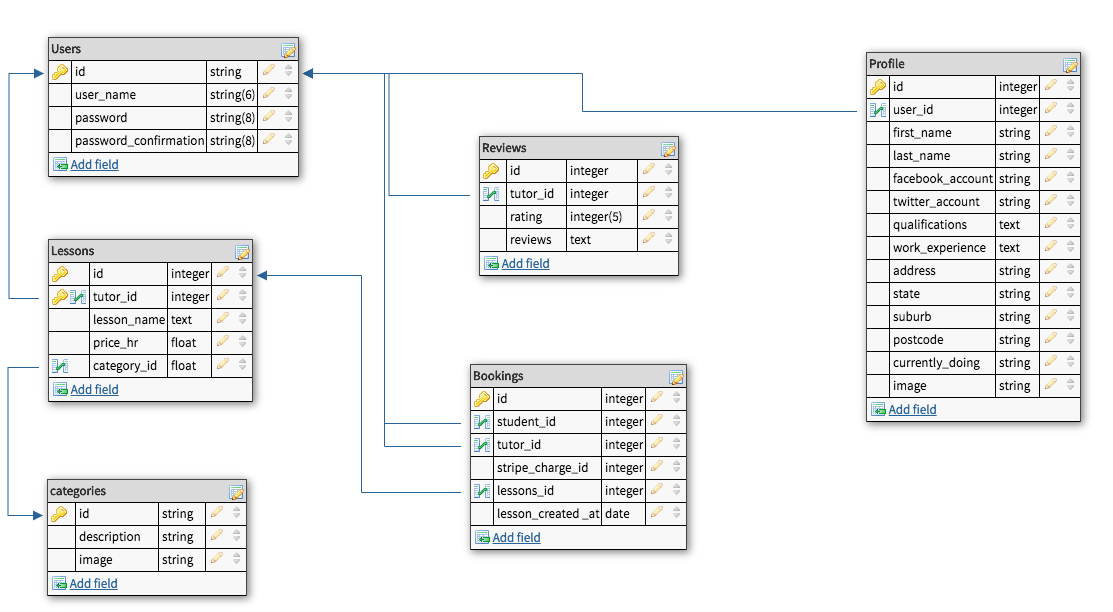 Users
id string
user_name string(6)
password string(8)
password_confirmation string(8)
Add field
Profile
id integer
user_id integer
first_name string
last_name string
facebook_account string
twitter_account string
qualifications text
work_experience text
address string
state string
suburb string
postcode string
currently_doing string
image string
Add field
Reviews
id integer
tutor_id integer
rating integer(5)
reviews text
Add field
Lessons
id integer
tutor_id integer
lesson_name text
price_hr float
category_id float
Add field
Bookings
id integer
student_id integer
tutor_id integer
stripe_charge_id integer
lessons_id integer
lesson_created _at date
Add field
categories
id string
description string
image string
Add field